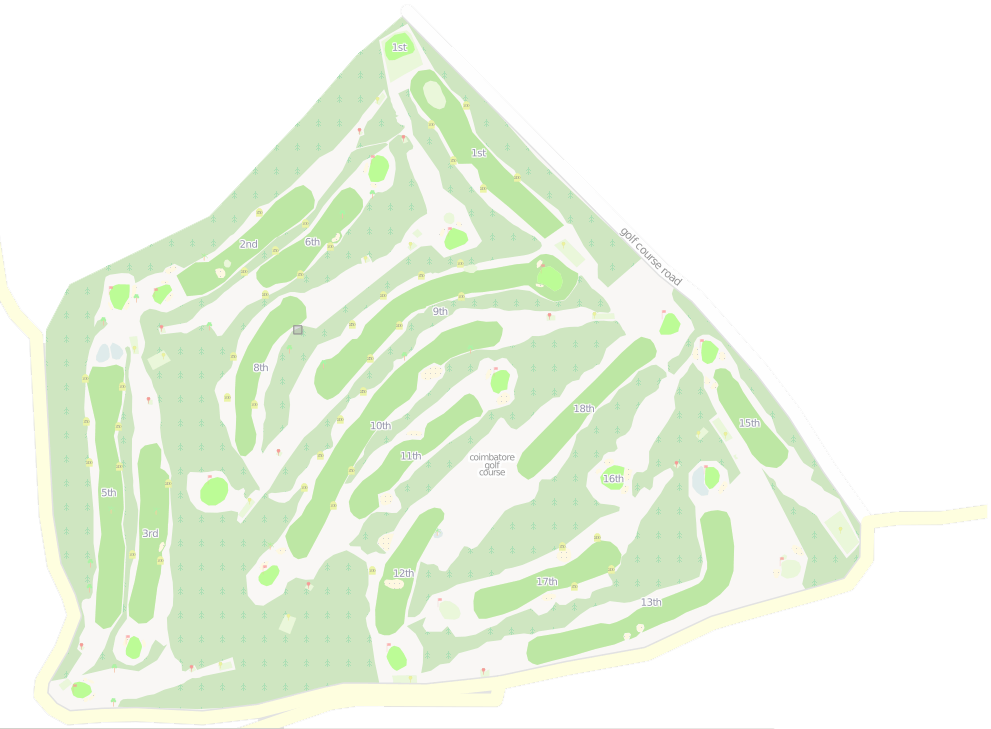 1st
1st
golf course road
2nd
6th
9th
8th
18th
15th
10th
11th
coimbatore
golf
course
16th
5th
3rd
12th
17th
13th